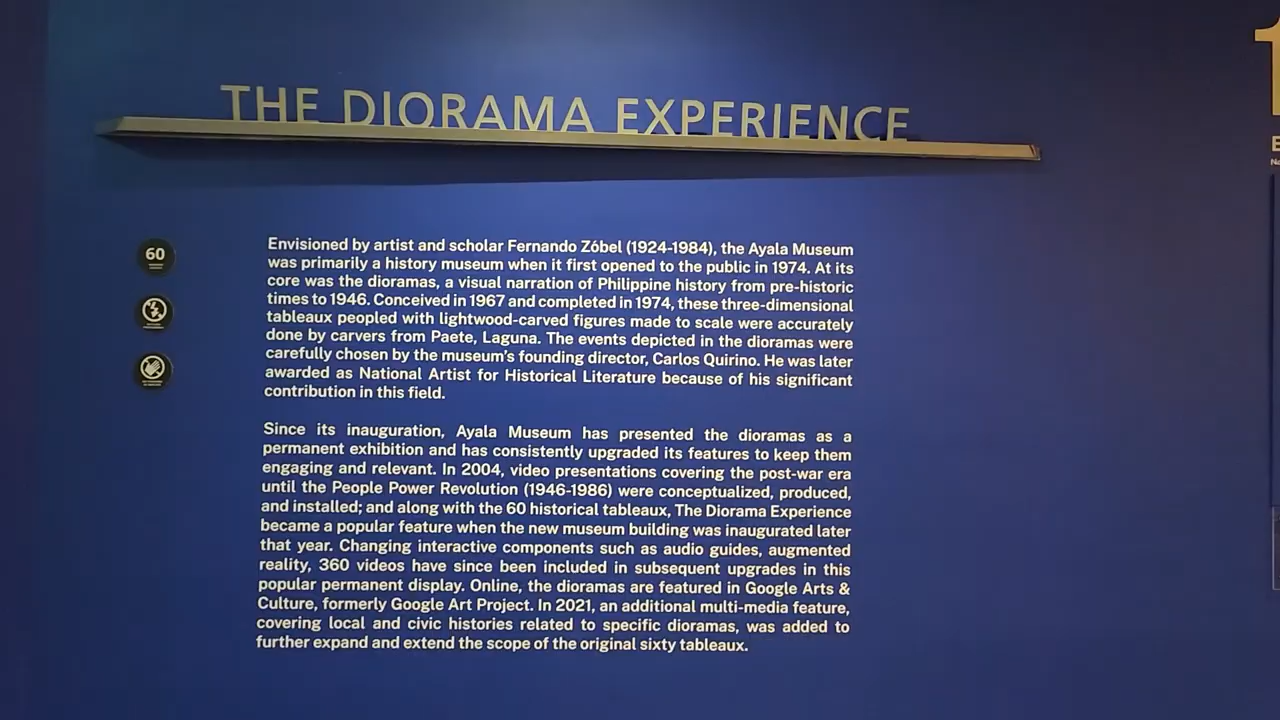 THE DIORAMA EXPERIENCE
60
Envisioned by artist and scholar Fernando Zóbel (1924-1984), the Ayala Museum
was primarily a history museum when it first opened to the public in 1974. At its
core was the dioramas, a visual narration of Philippine history from pre-historic
times to 1946. Conceived in 1967 and completed in 1974, these three-dimensional
tableaux peopled with lightwood-carved figures made to scale were accurately
done by carvers from Paete, Laguna. The events depicted in the dioramas were
carefully chosen by the museum's founding director, Carlos Quirino. He was later
awarded as National Artist for Historical Literature because of his significant
contribution in this field.
Since its inauguration, Ayala Museum has presented the dioramas as a
permanent exhibition and has consistently upgraded its features to keep them
engaging and relevant. In 2004, video presentations covering the post-war era
until the People Power Revolution (1946-1986) were conceptualized, produced,
and installed; and along with the 60 historical tableaux, The Diorama Experience
became a popular feature when the new museum building was inaugurated later
that year. Changing interactive components such as audio guides, augmented
reality, 360 videos have since been included in subsequent upgrades in this
popular permanent display. Online, the dioramas are featured in Google Arts &
Culture, formerly Google Art Project. In 2021, an additional multi-media feature,
covering local and civic histories related to specific dioramas, was added to
further expand and extend the scope of the original sixty tableaux.